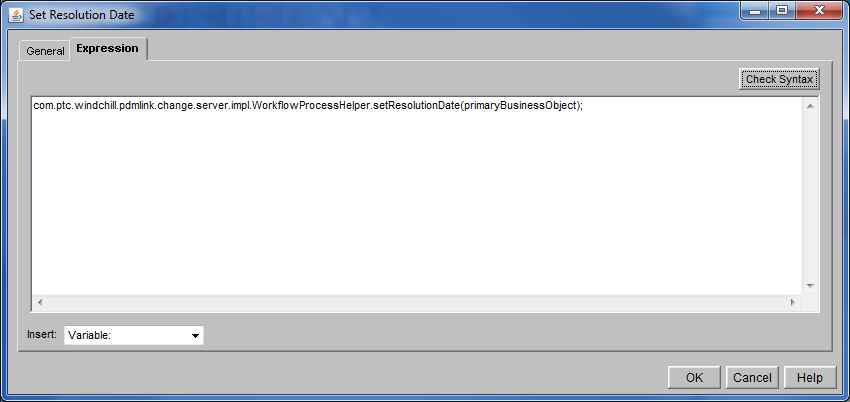 Set Resolution Date
General
Expression
Check Syntax
com.ptc.windchill.pdmlink.change.server.impl.WorkflowProcessHelper.setResolutionDate(primaryBusinessObject);
Insert: Variable:
OK Cancel Help